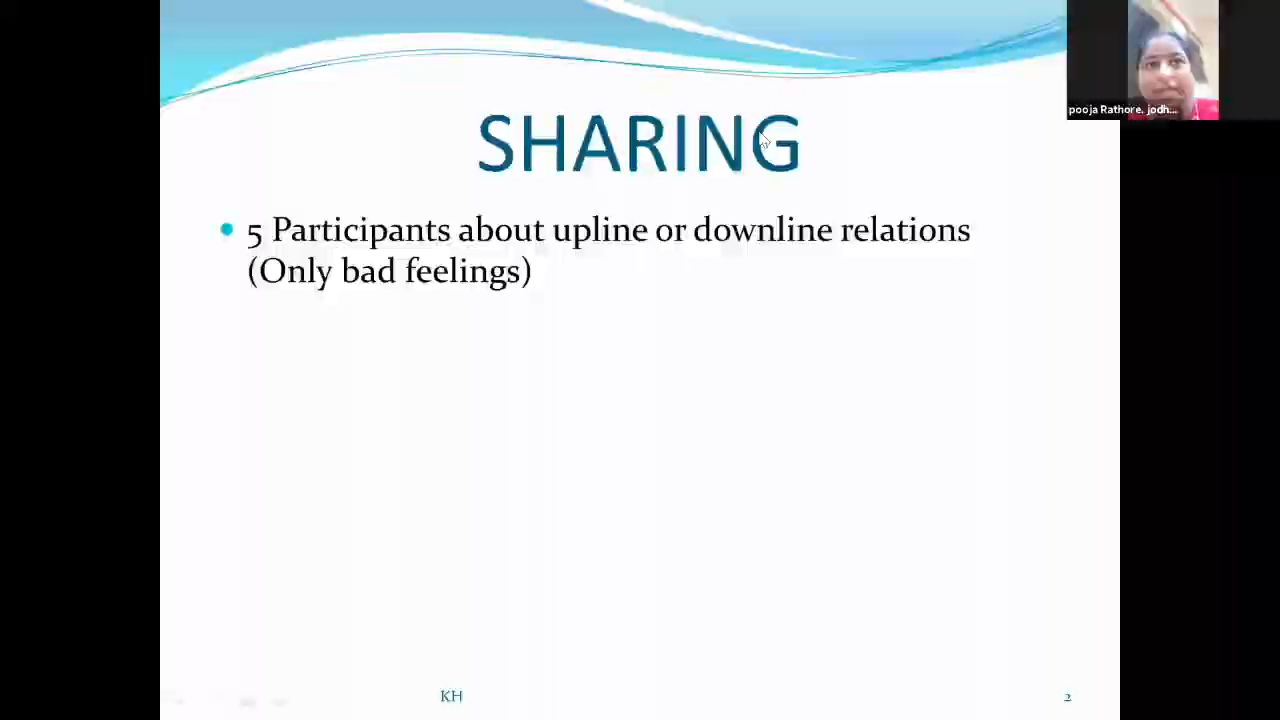 pooja Rathore. jodh...
SHARING
5 Participants about upline or downline relations
(Only bad feelings)
KH
2